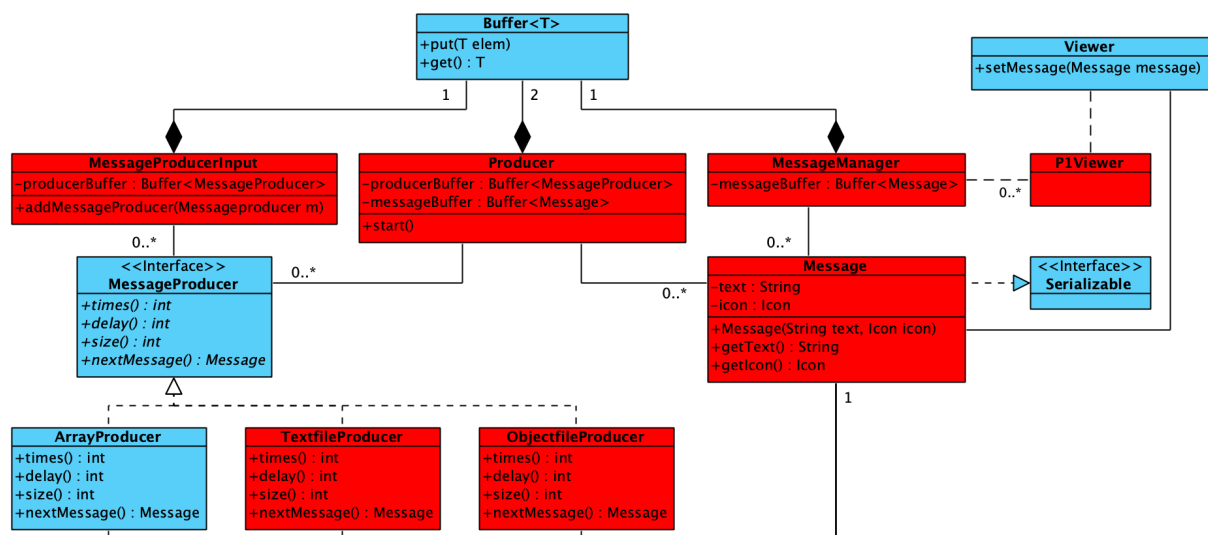 Buffer<T>
+put(T elem)
+get() : T
Viewer
+setMessage(Message message)
1
2
1
MessageProducerInput
-producerBuffer : Buffer<MessageProducer>
+addMessageProducer(Messageproducer m)
Producer
-producerBuffer : Buffer<MessageProducer>
-messageBuffer : Buffer<Message>
+start()
MessageManager
-messageBuffer : Buffer<Message>
0..*
P1Viewer
0..*
0..*
0..*
0..*
<<Interface>>
MessageProducer
+times() : int
+delay() : int
+size() : int
+nextMessage() : Message
Message
-text : String
-icon : Icon
+Message(String text, Icon icon)
+getText() : String
+getIcon() : Icon
<<Interface>>
Serializable
1
ArrayProducer
+times() : int
+delay() : int
+size() : int
+nextMessage() : Message
TextfileProducer
+times() : int
+delay() : int
+size() : int
+nextMessage() : Message
ObjectfileProducer
+times() : int
+delay() : int
+size() : int
+nextMessage() : Message